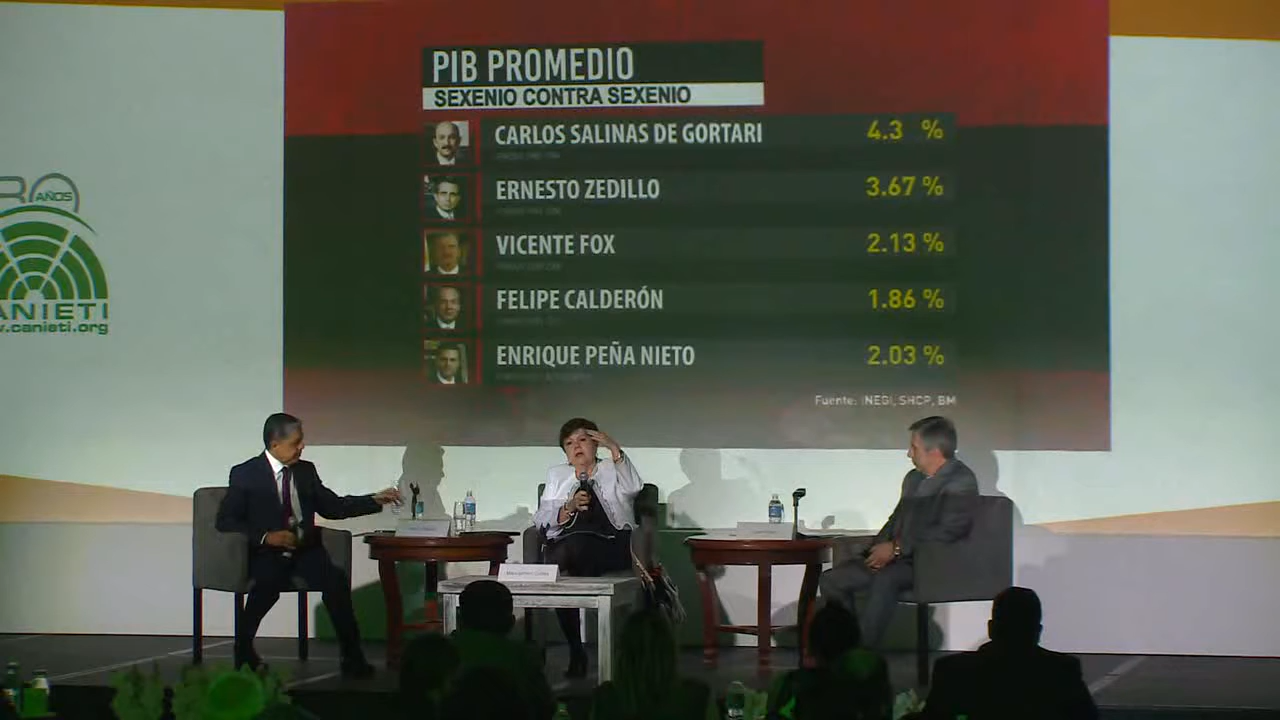 PIB PROMEDIO
SEXENIO CONTRA SEXENIO
CARLOS SALINAS DE GORTARI 4.3 %
ERNESTO ZEDILLO 3.67 %
VICENTE FOX 2.13 %
FELIPE CALDERÓN 1.86 %
ENRIQUE PEÑA NIETO 2.03 %
Fuente: INEGI, SHCP, BM
AÑOS
ANIETI
.canieti.org